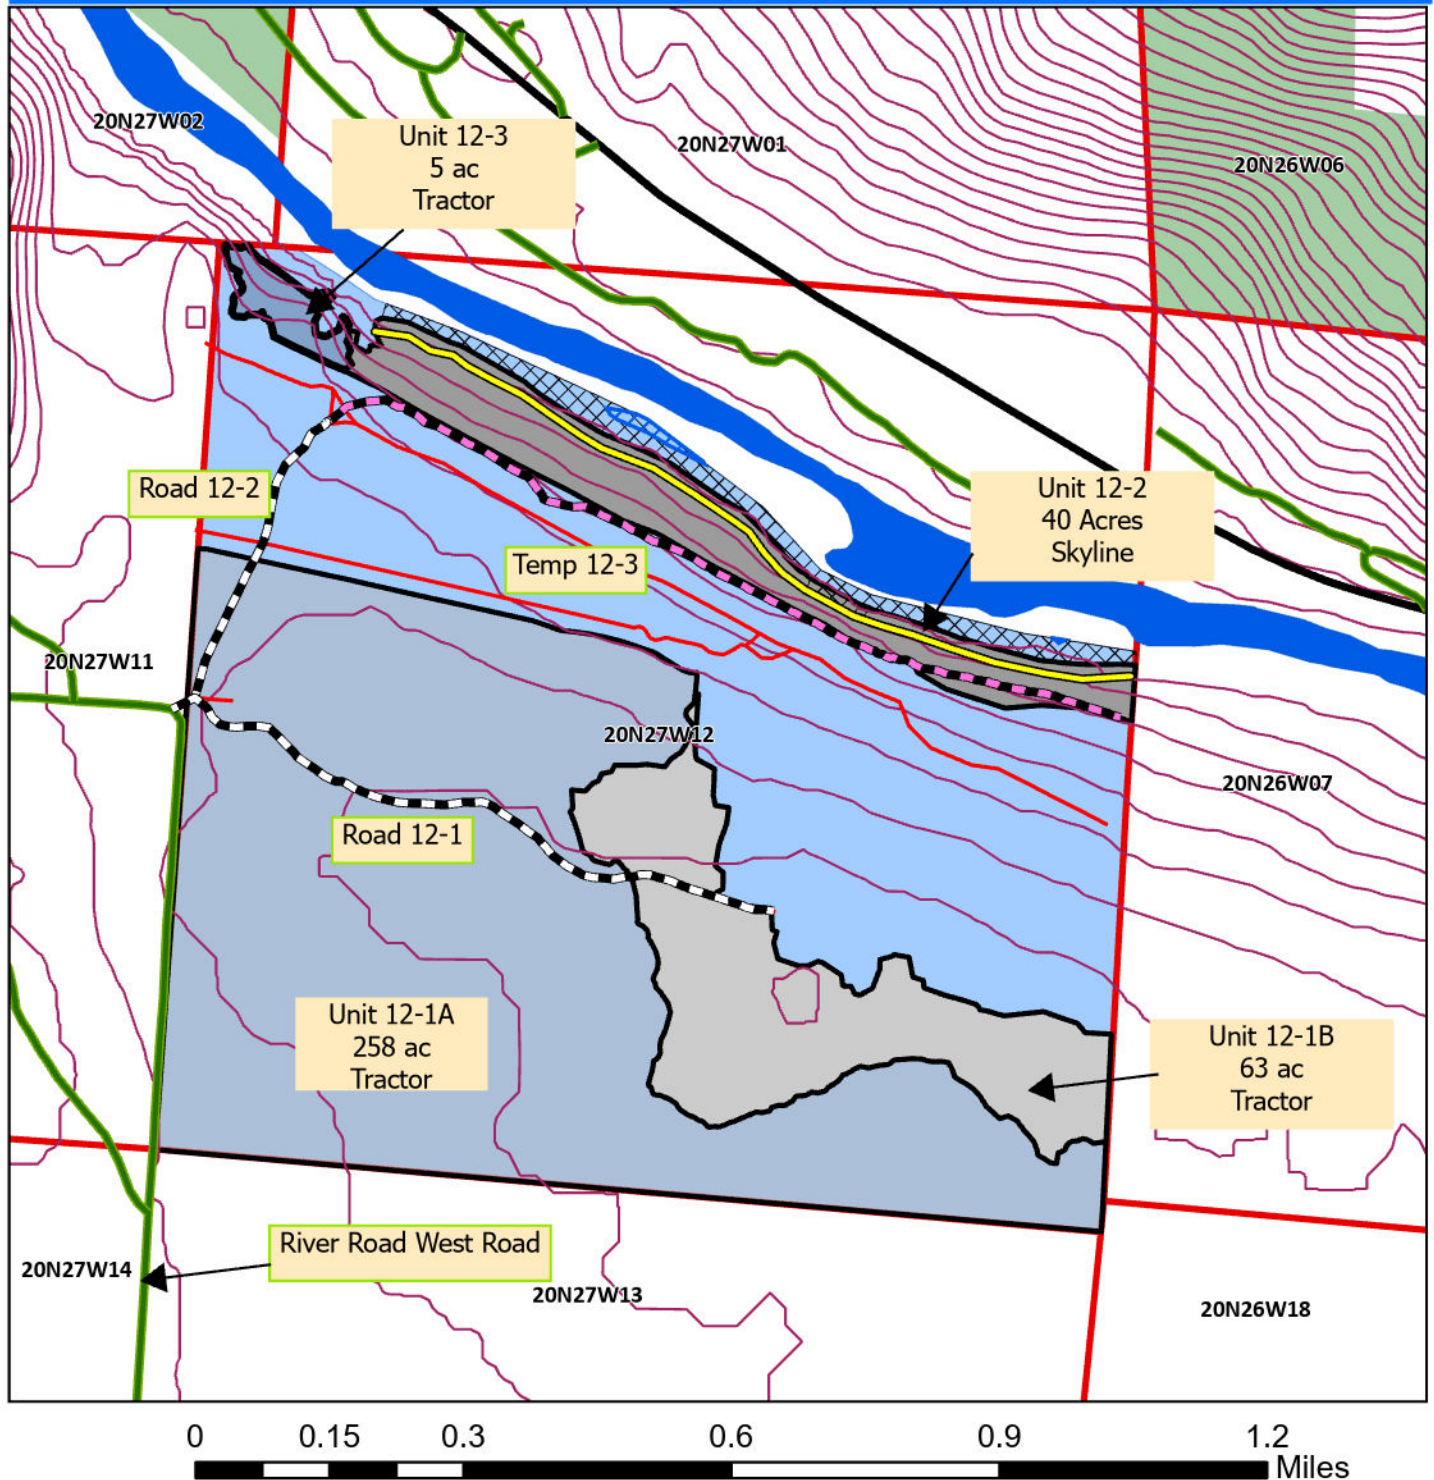 20N27W02
Unit 12-3
5 ac
Tractor
20N27W01
20N26W06
Road 12-2
Unit 12-2
40 Acres
Skyline
Temp 12-3
20N27W11
20N27W12
20N26W07
Road 12-1
Unit 12-1A
258 ac
Tractor
Unit 12-1B
63 ac
Tractor
River Road West Road
20N27W14
20N27W13
20N26W18
0 0.15 0.3 0.6 0.9 1.2
Miles